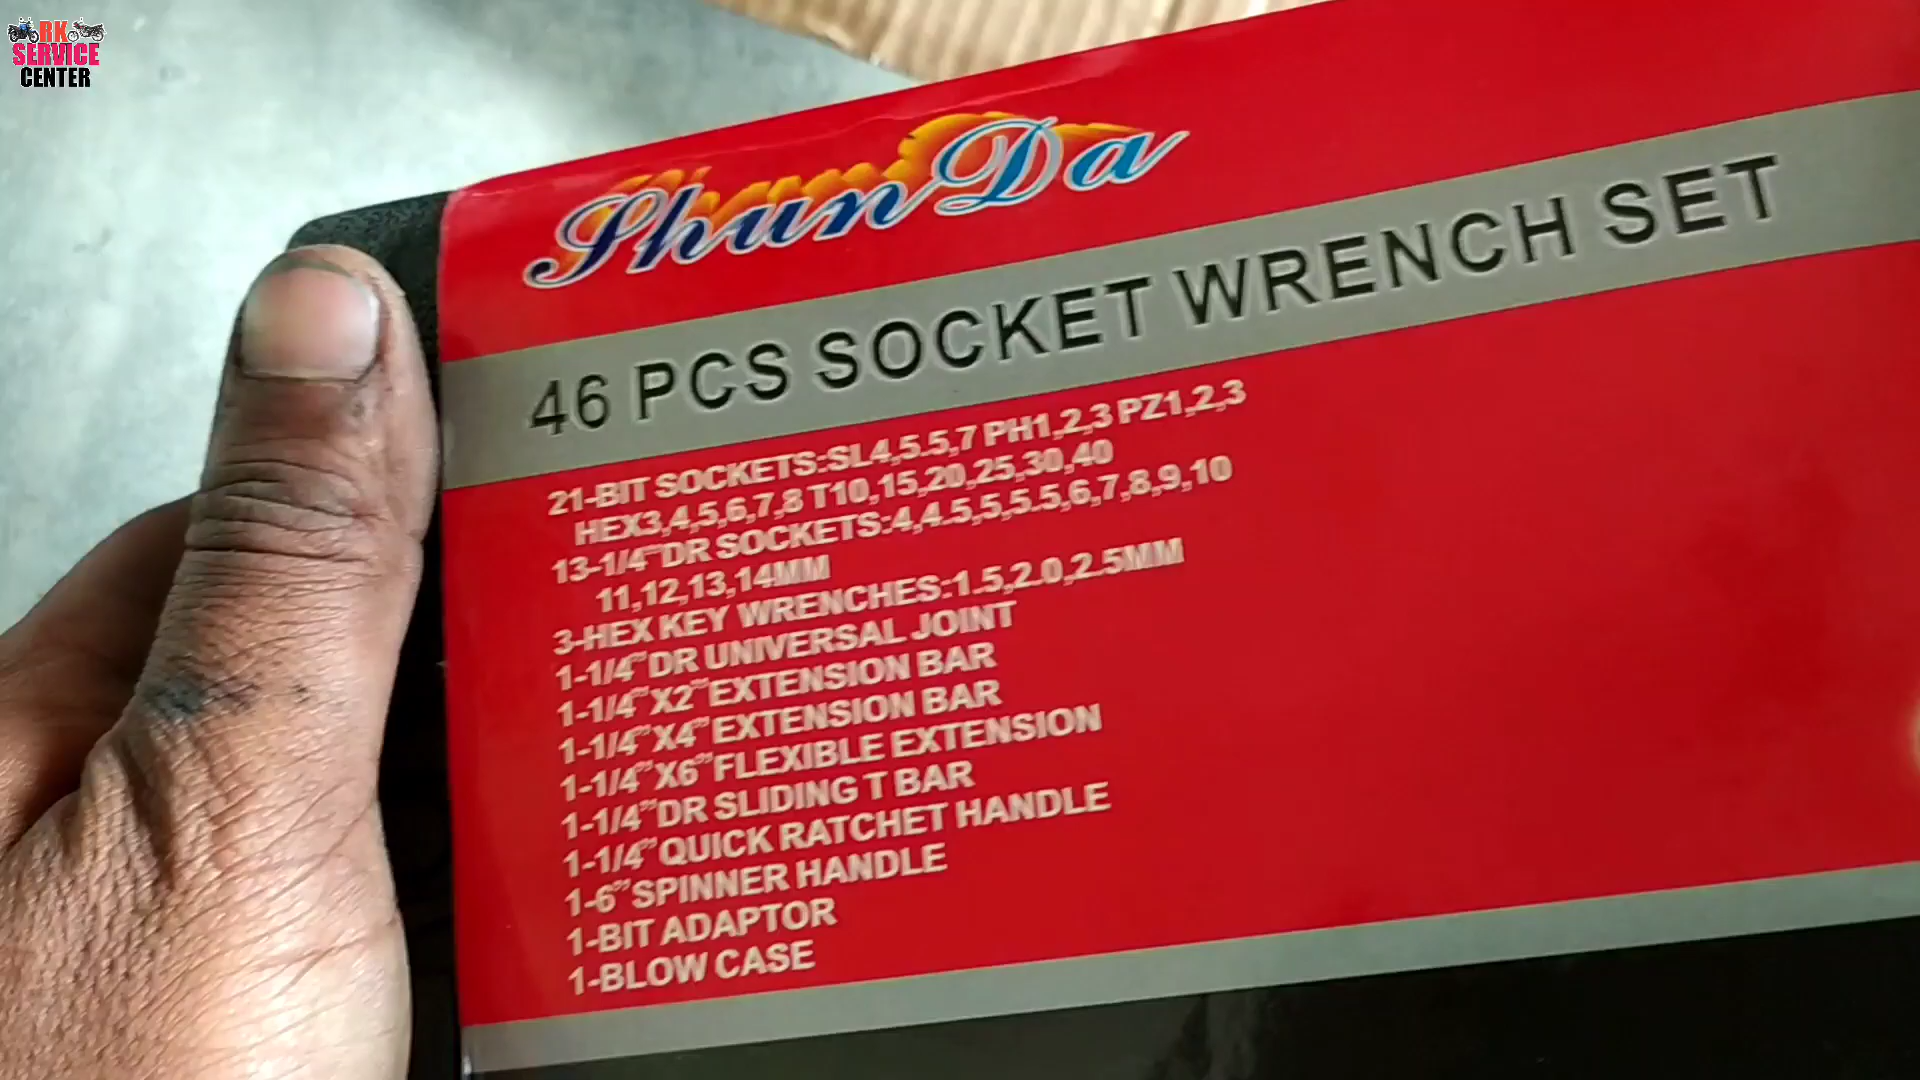 RK
SERVICE
CENTER
ShunDa
46 PCS SOCKET WRENCH SET
21-BIT SOCKETS:SL4,5.5,7 PH1,2,3 PZ1,2,3
HEX3,4,5,6,7,8 T10,15,20,25,30,40
13-1/4"DR SOCKETS:4,4.5,5,5.5,6,7,8,9,10
11,12,13,14MM
3-HEX KEY WRENCHES:1.5,2.0,2.5MM
1-1/4"DR UNIVERSAL JOINT
1-1/4"X2"EXTENSION BAR
1-1/4"X4"EXTENSION BAR
1-1/4"X6"FLEXIBLE EXTENSION
1-1/4"DR SLIDING T BAR
1-1/4"QUICK RATCHET HANDLE
1-6"SPINNER HANDLE
1-BIT ADAPTOR
1-BLOW CASE